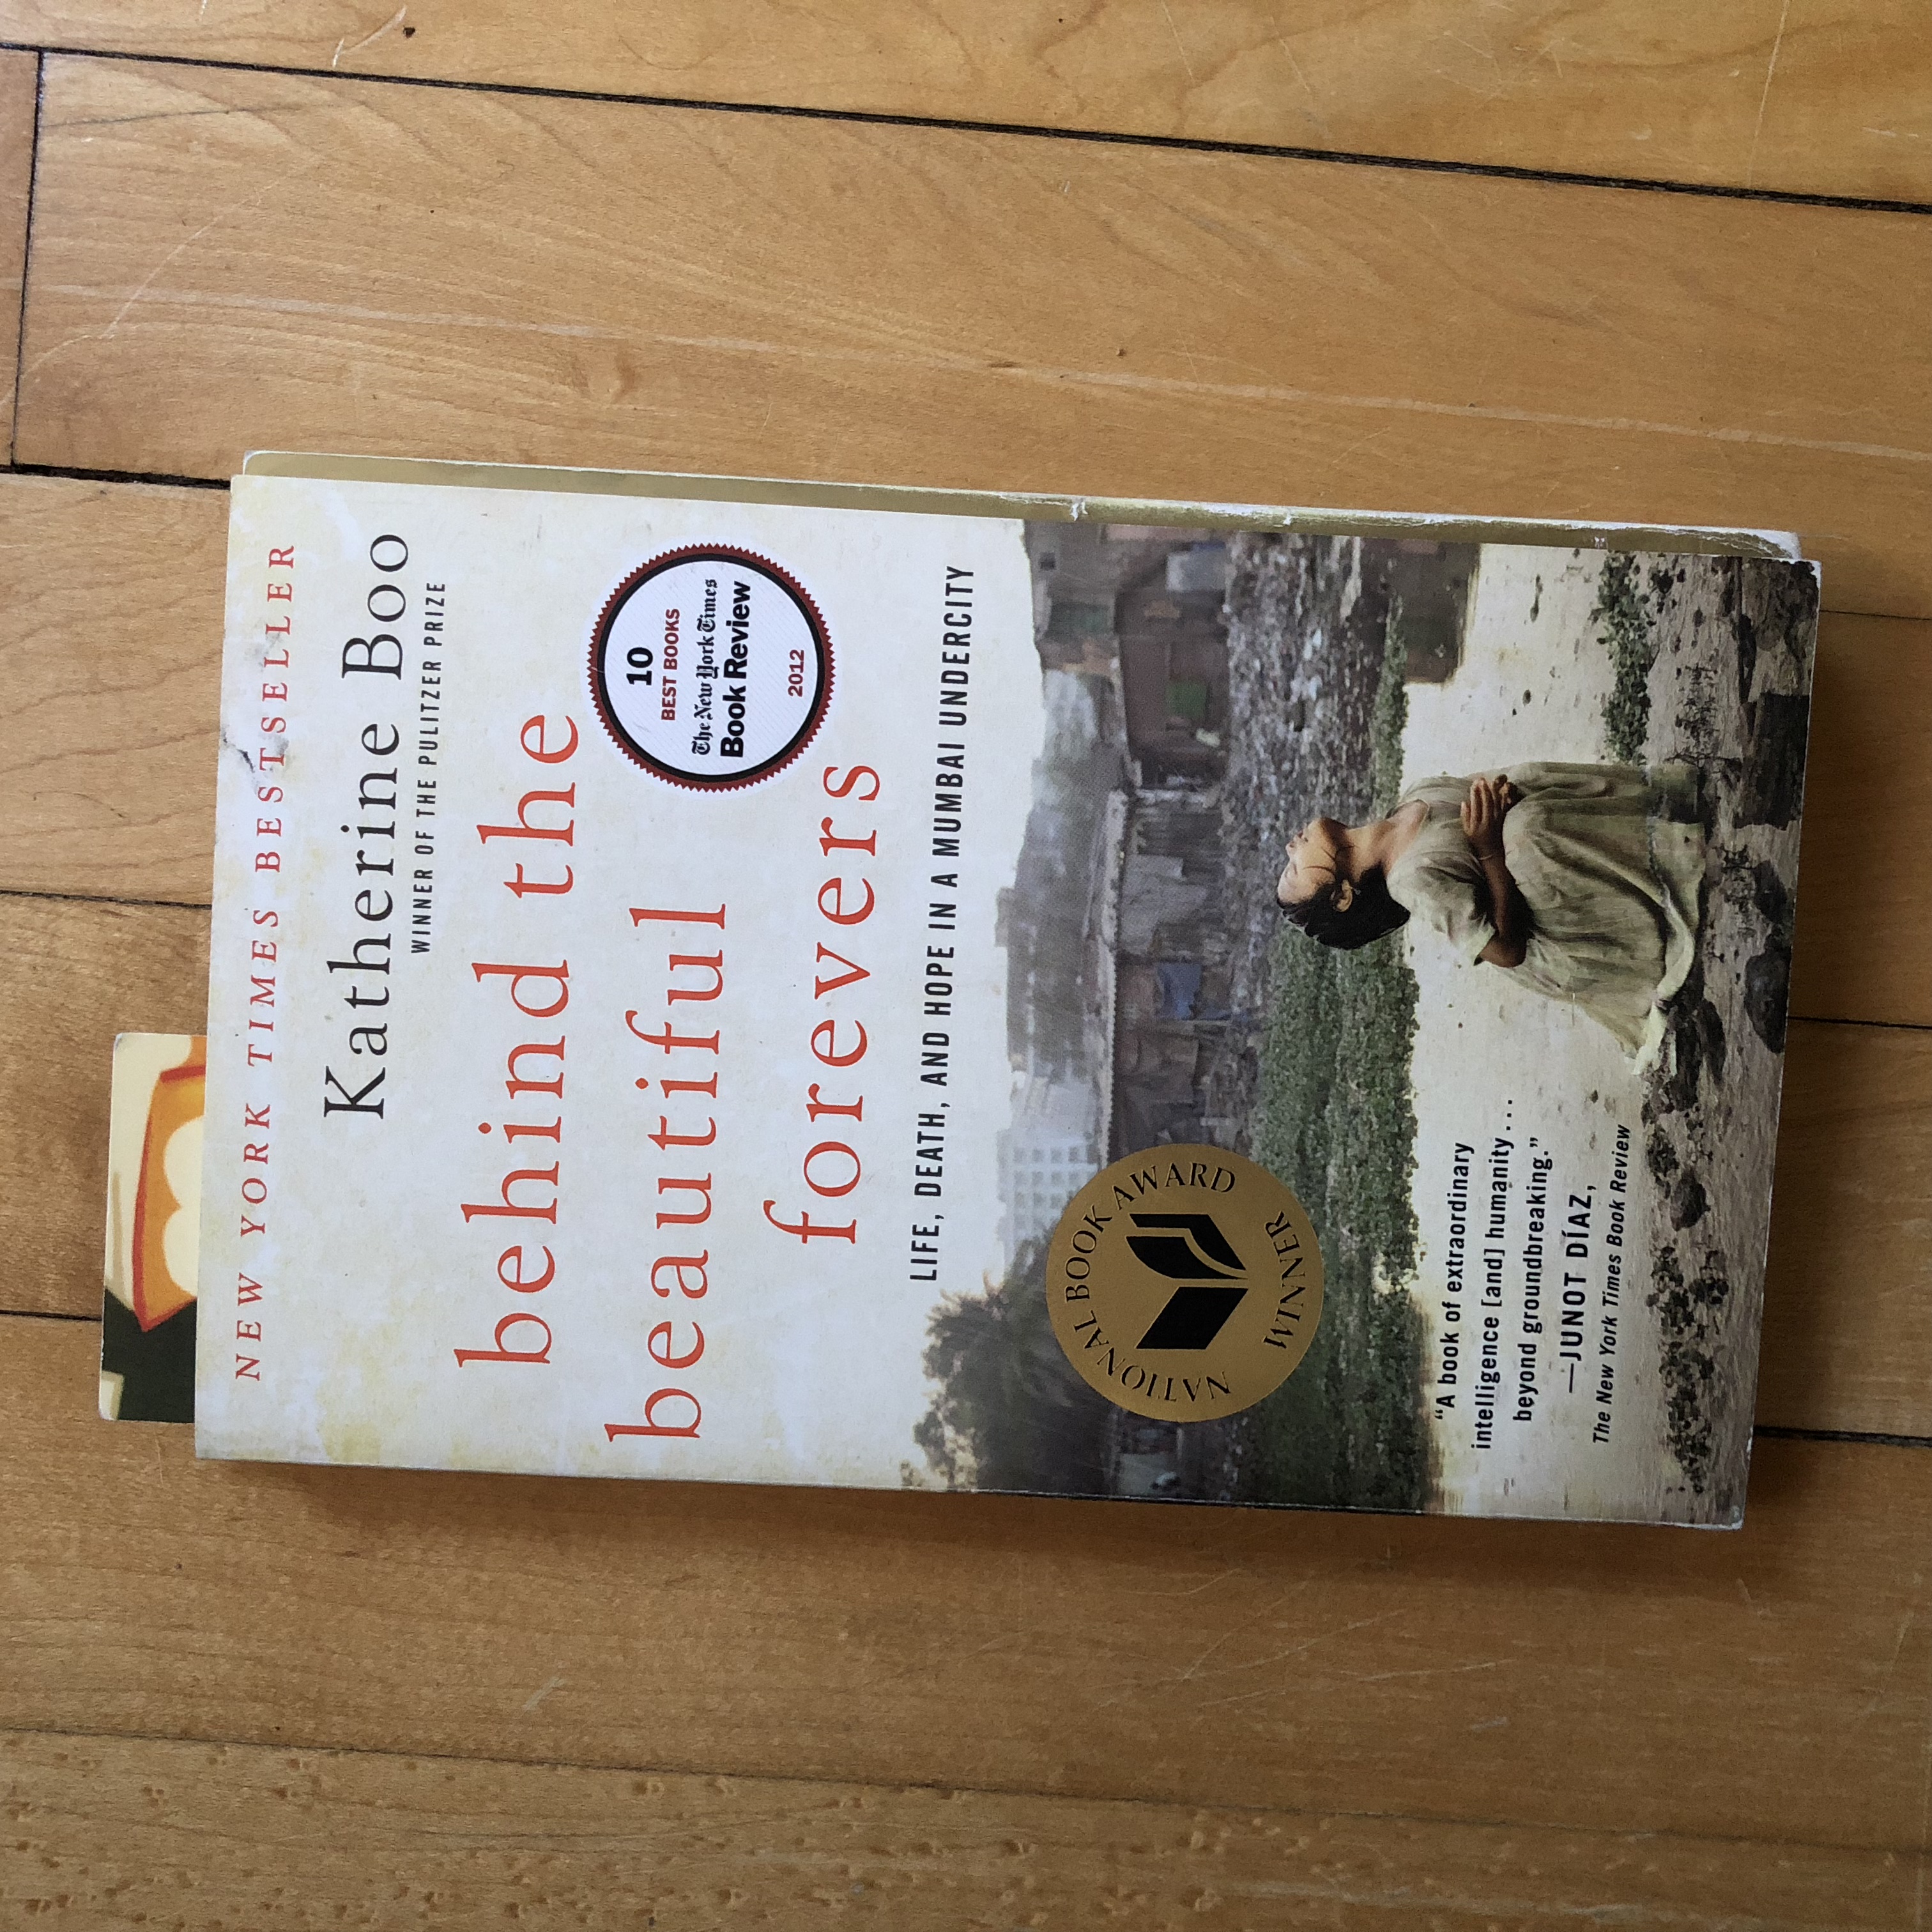 NEW YORK TIMES BESTSELLER
Katherine Boo
WINNER OF THE PULITZER PRIZE
behind the
beautiful
forevers
10
BEST BOOKS
The New York Times
Book Review
2012
LIFE, DEATH, AND HOPE IN A MUMBAI UNDERCITY
NATIONAL BOOK AWARD
WINNER
“A book of extraordinary
intelligence [and] humanity...
beyond groundbreaking.”
—JUNOT DÍAZ,
The New York Times Book Review